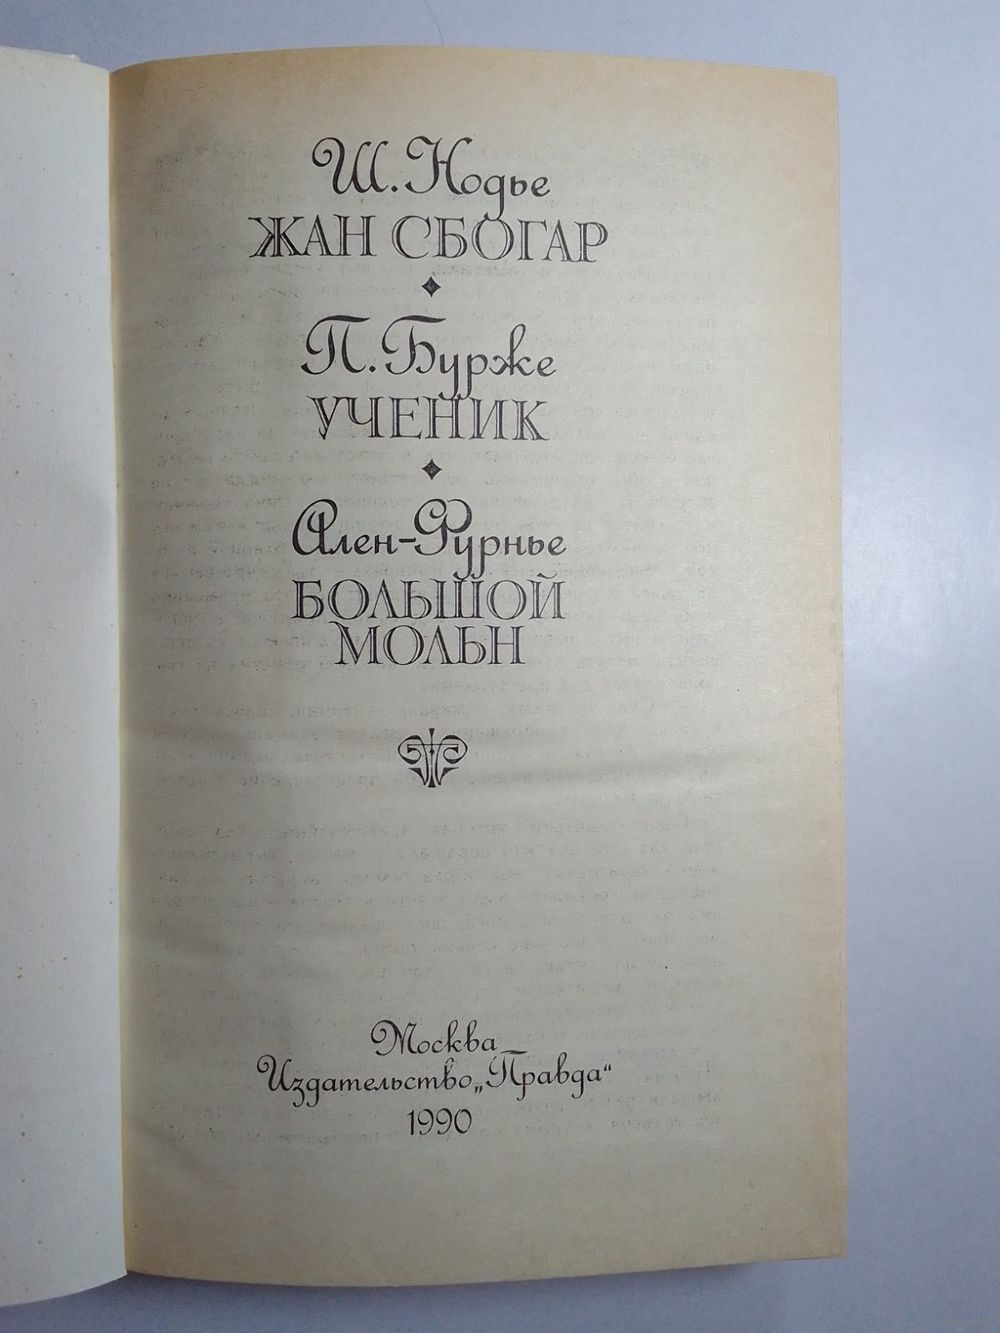 Ш. Нодье
ЖАН СБОГАР
П. Бурже
УЧЕНИК
Ален-Фурнье
БОЛЬШОЙ
МОЛЬН
Москва
Издательство „Правда“
1990